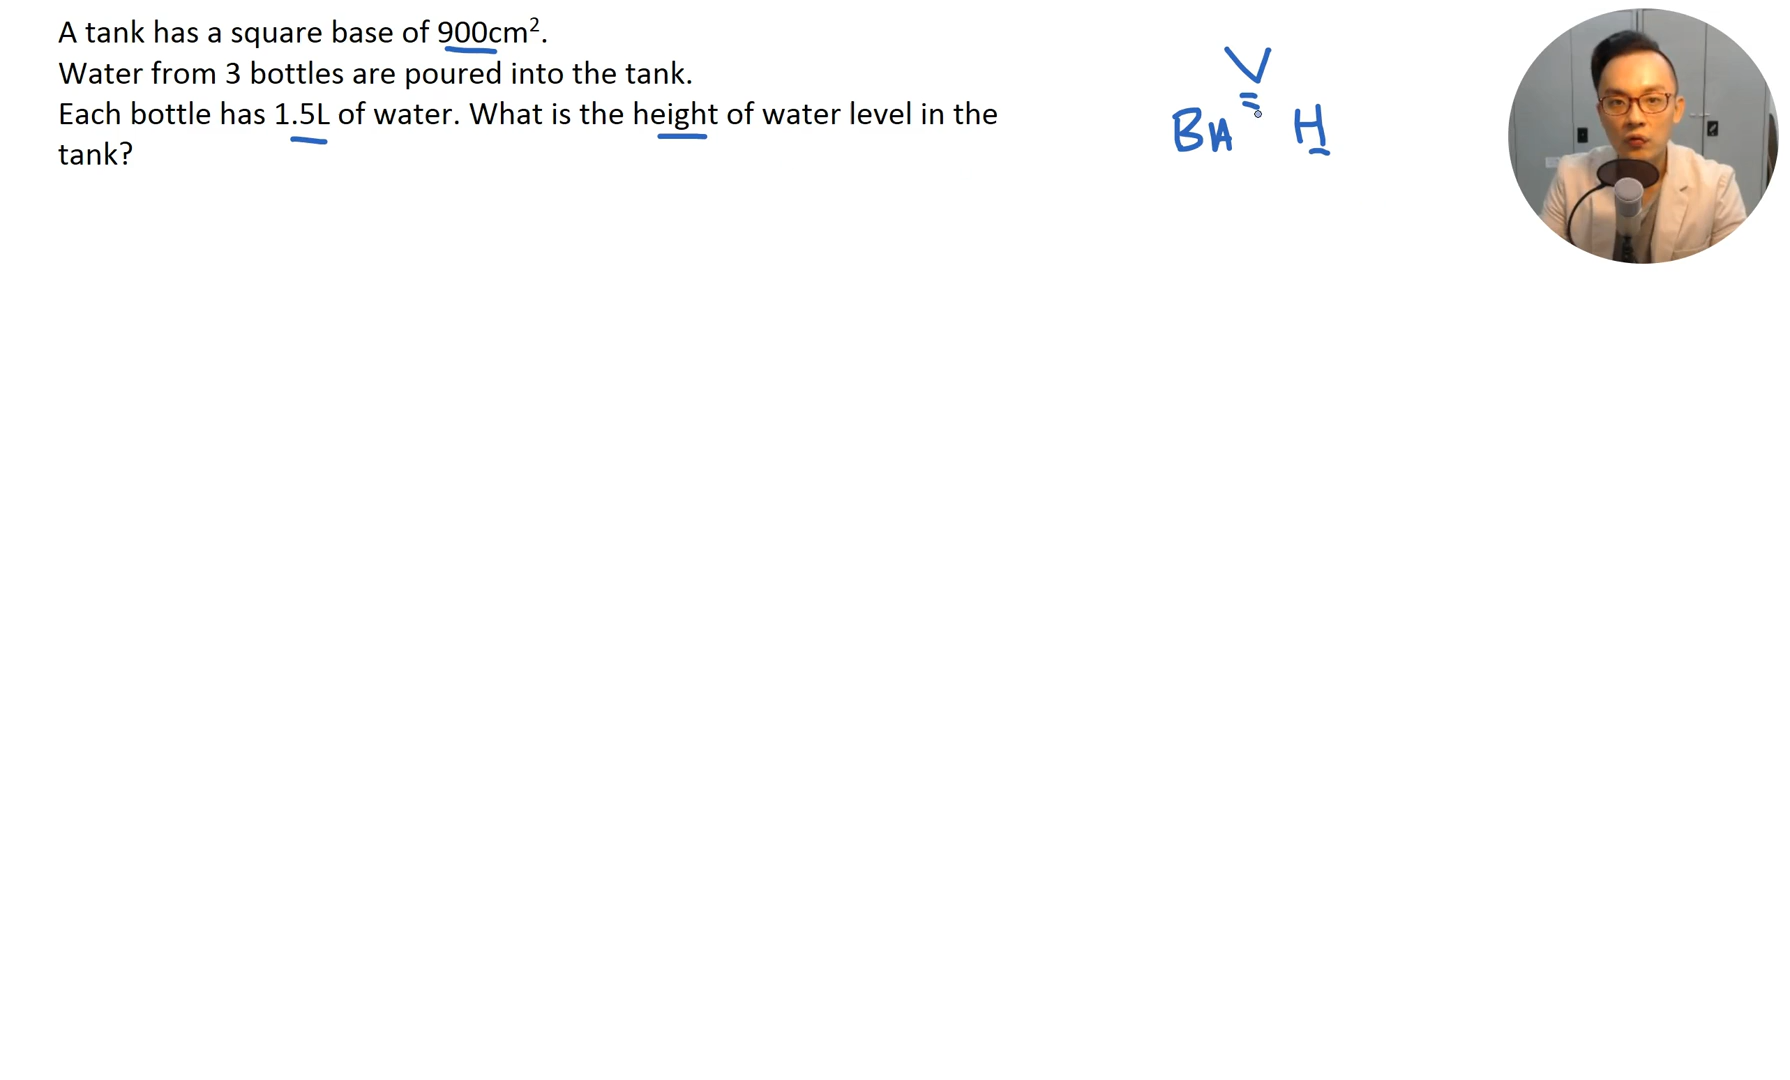 A tank has a square base of 900cm².
Water from 3 bottles are poured into the tank.
Each bottle has 1.5L of water. What is the height of water level in the
tank?
V
BA H